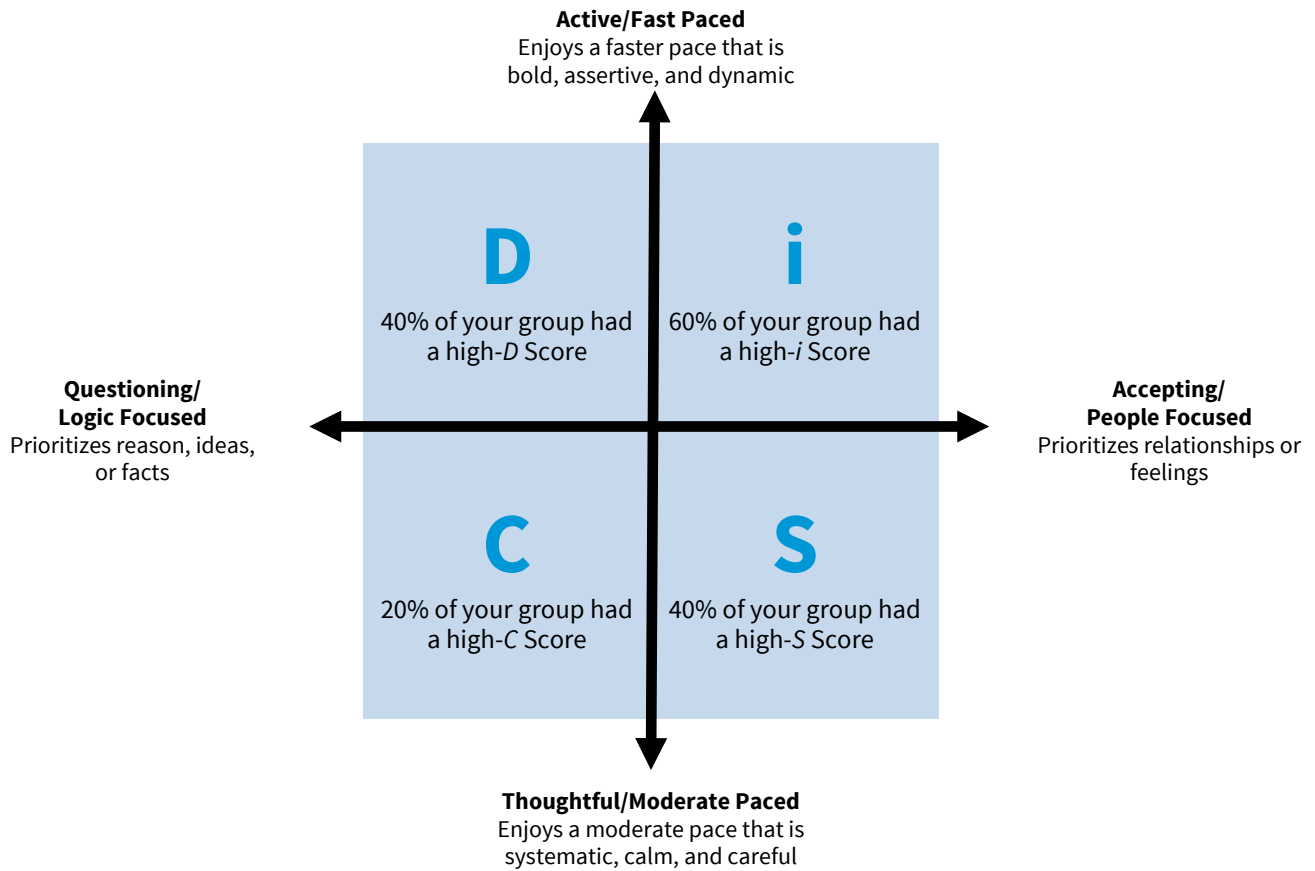 Active/Fast Paced
Enjoys a faster pace that is
bold, assertive, and dynamic
D
40% of your group had
a high-D Score
i
60% of your group had
a high-i Score
Questioning/
Logic Focused
Prioritizes reason, ideas,
or facts
Accepting/
People Focused
Prioritizes relationships or
feelings
C
20% of your group had
a high-C Score
S
40% of your group had
a high-S Score
Thoughtful/Moderate Paced
Enjoys a moderate pace that is
systematic, calm, and careful